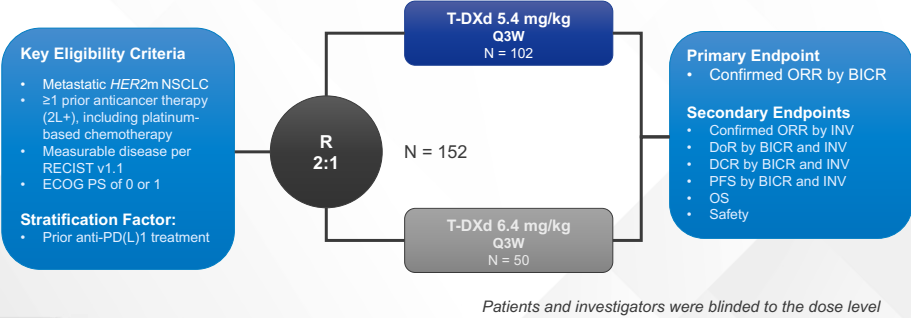 Key Eligibility Criteria
• Metastatic HER2m NSCLC
• ≥1 prior anticancer therapy
(2L+), including platinum-
based chemotherapy
• Measurable disease per
RECIST v1.1
• ECOG PS of 0 or 1
Stratification Factor:
• Prior anti-PD(L)1 treatment
R
2:1
N = 152
T-DXd 5.4 mg/kg
Q3W
N = 102
T-DXd 6.4 mg/kg
Q3W
N = 50
Primary Endpoint
• Confirmed ORR by BICR
Secondary Endpoints
• Confirmed ORR by INV
• DoR by BICR and INV
• DCR by BICR and INV
• PFS by BICR and INV
• OS
• Safety
Patients and investigators were blinded to the dose level